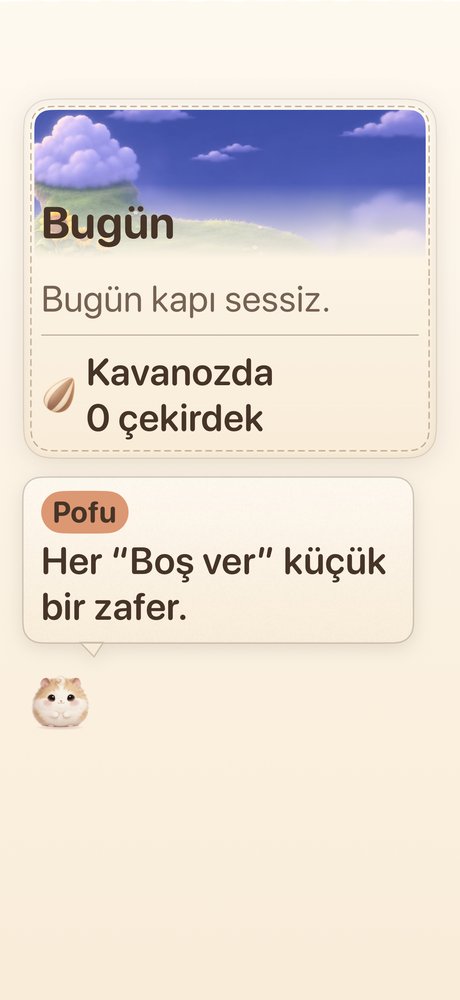 Bugün
Bugün kapı sessiz.
Kavanozda
0 çekirdek
Pofu
Her "Boş ver" küçük
bir zafer.